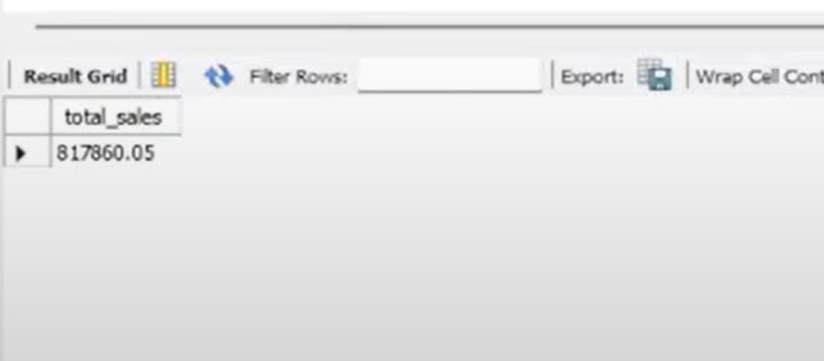 Result Grid Filter Rows: Export: Wrap Cell Cont
total_sales
817860.05